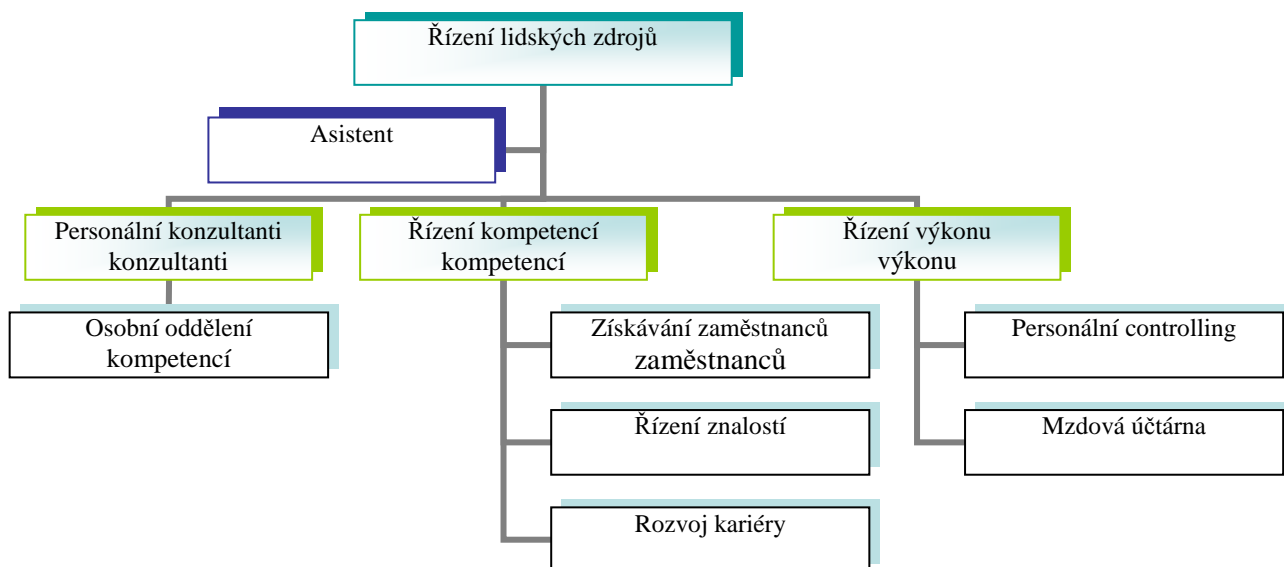 Řízení lidských zdrojů
Asistent
Personální konzultanti
konzultanti
Řízení kompetencí
kompetencí
Řízení výkonu
výkonu
Osobní oddělení
kompetencí
Získávání zaměstnanců
zaměstnanců
Personální controlling
Řízení znalostí
Mzdová účtárna
Rozvoj kariéry